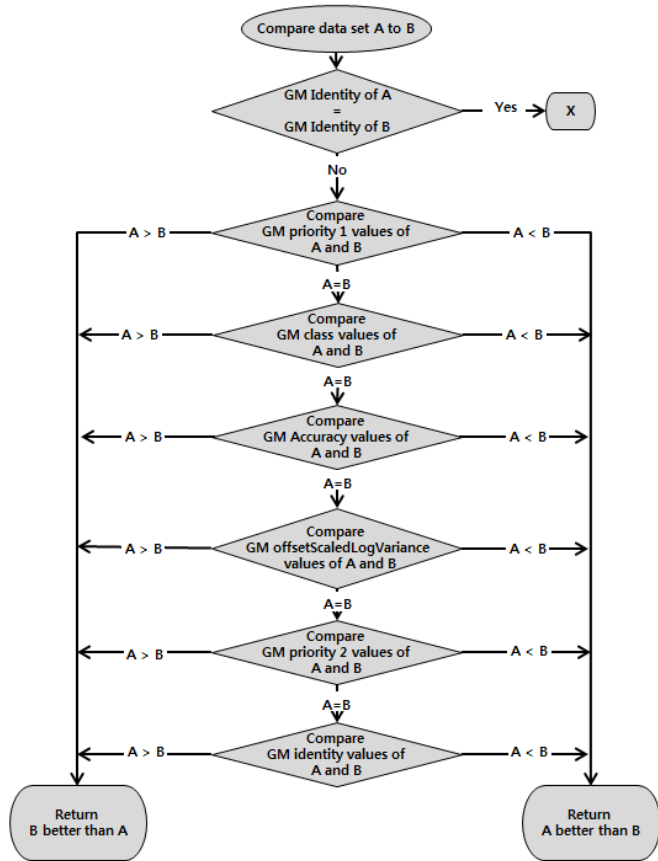 Compare data set A to B
GM Identity of A
=
GM Identity of B
Yes
X
No
Compare
GM priority 1 values of
A and B
A > B
A < B
A=B
Compare
GM class values of
A and B
A > B
A < B
A=B
Compare
GM Accuracy values of
A and B
A > B
A < B
A=B
Compare
GM offsetScaledLogVariance
values of A and B
A > B
A < B
A=B
Compare
GM priority 2 values of
A and B
A > B
A < B
A=B
Compare
GM identity values of
A and B
A > B
A < B
Return
B better than A
Return
A better than B